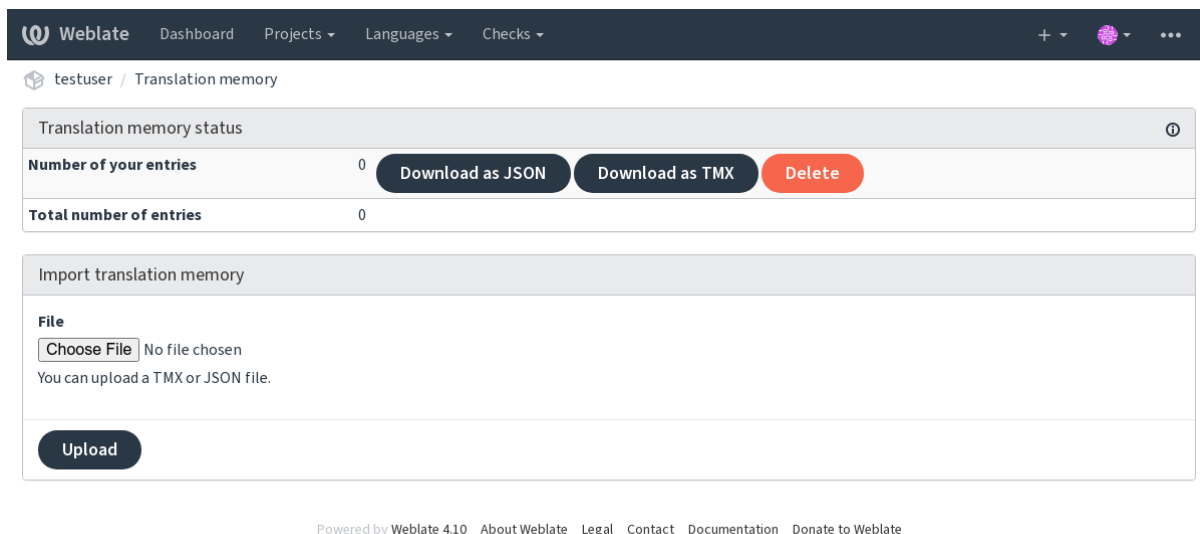 Weblate Dashboard Projects Languages Checks +
testuser / Translation memory
Translation memory status
Number of your entries 0 Download as JSON Download as TMX Delete
Total number of entries 0
Import translation memory
File
Choose File No file chosen
You can upload a TMX or JSON file.
Upload
Powered by Weblate 4.10 About Weblate Legal Contact Documentation Donate to Weblate